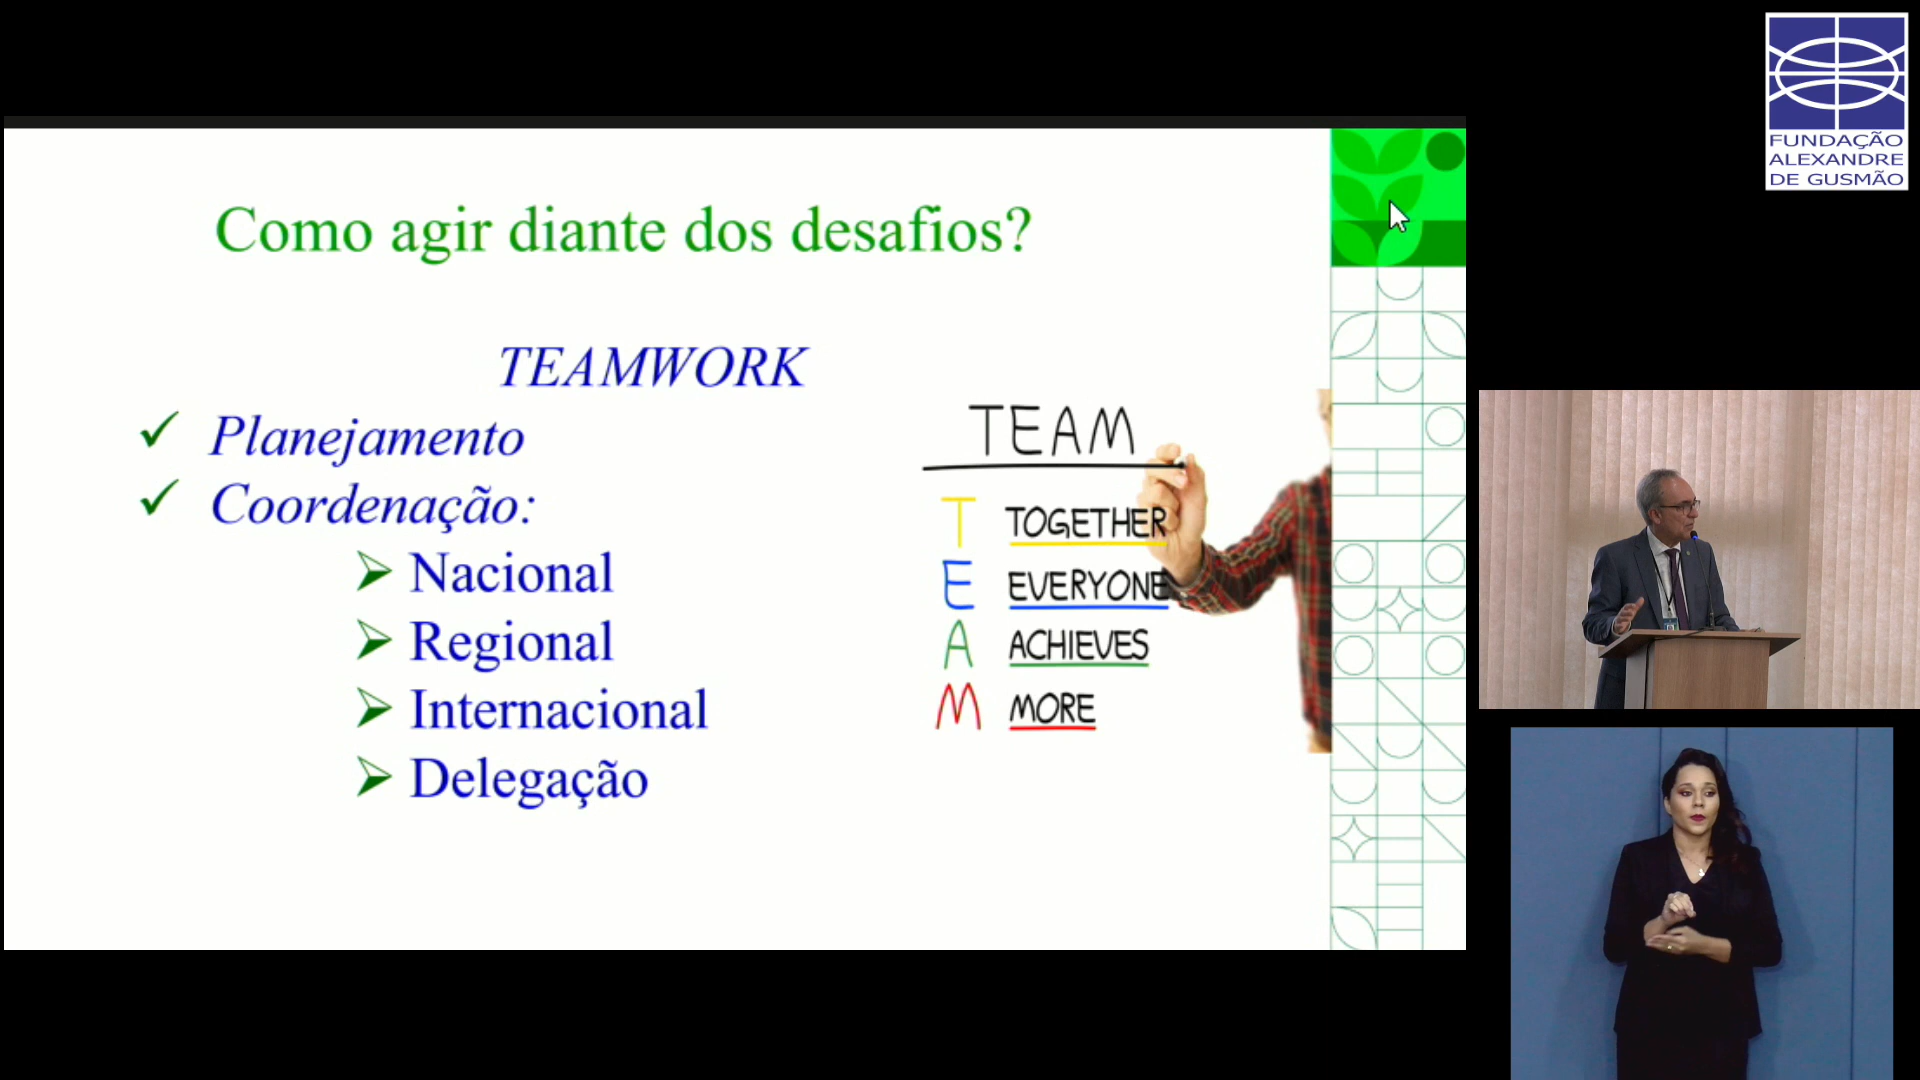 FUNDAÇÃO
ALEXANDRE
DE GUSMÃO
Como agir diante dos desafios?
TEAMWORK
✓ Planejamento
✓ Coordenação:
➢ Nacional
➢ Regional
➢ Internacional
➢ Delegação
TEAM
T TOGETHER
E EVERYONE
A ACHIEVES
M MORE